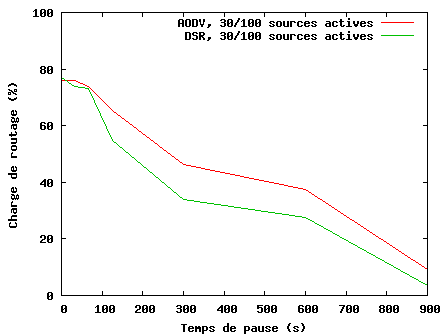 100
80
60
40
20
0
Charge de routage (%)
AODV, 30/100 sources actives
DSR, 30/100 sources actives
0 100 200 300 400 500 600 700 800 900
Temps de pause (s)